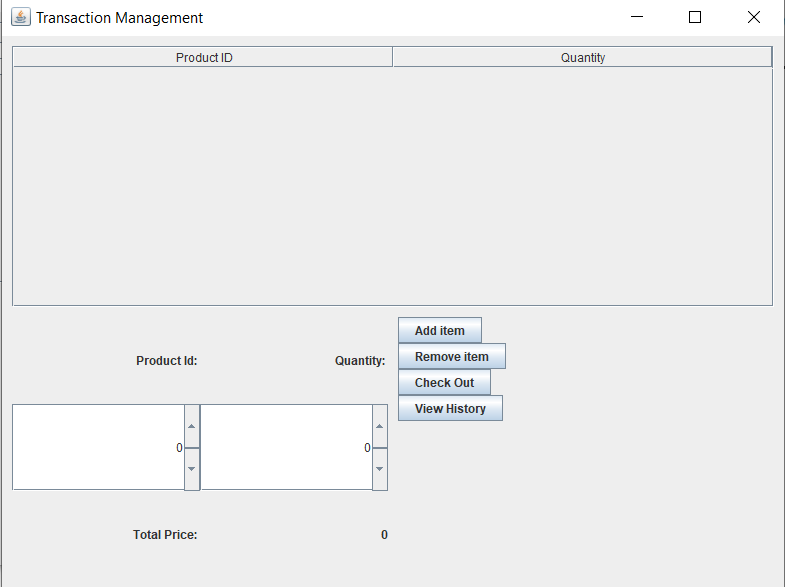 Transaction Management
Product ID Quantity
Add item
Product Id: Quantity:
Remove item
Check Out
View History
0 0
Total Price: 0